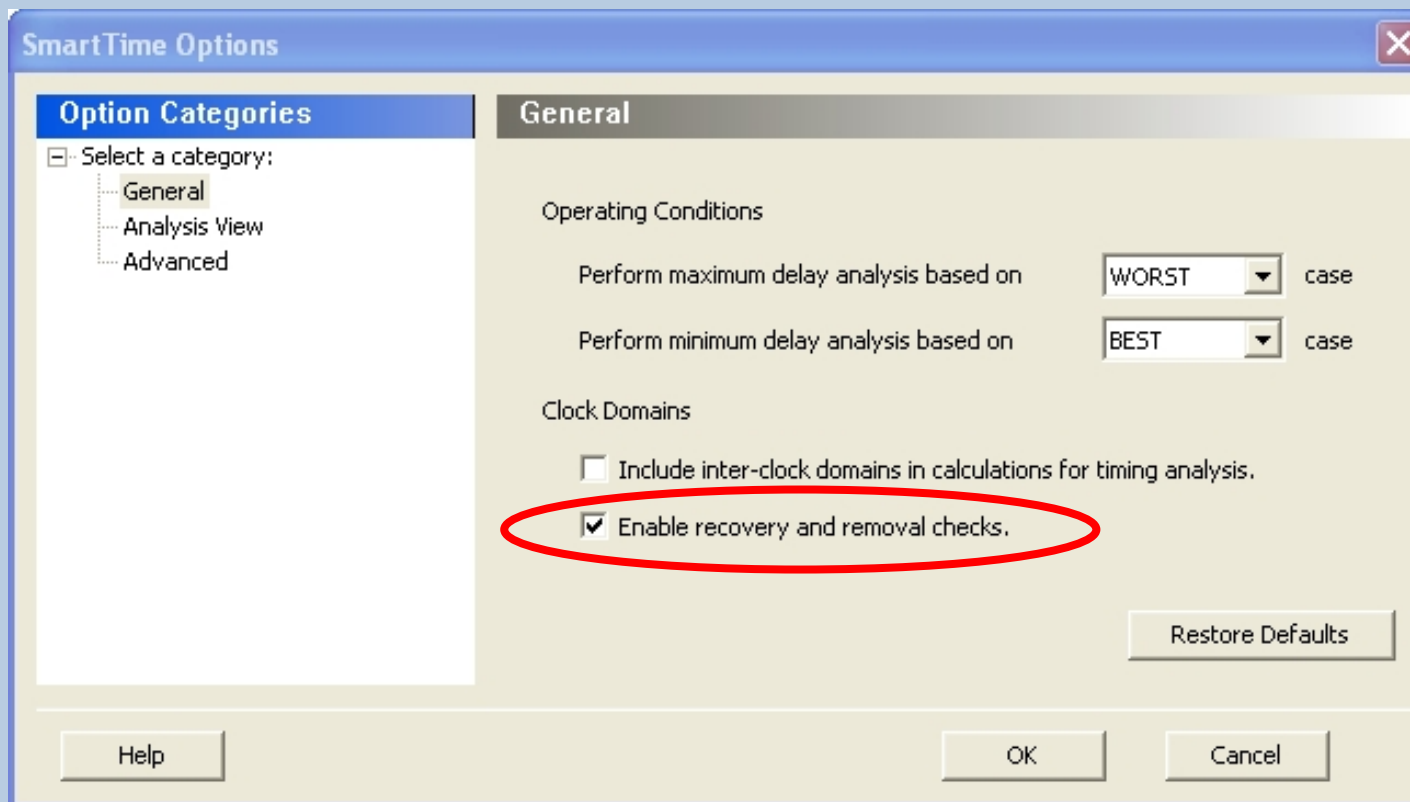 SmartTime Options
Option Categories
Select a category:
General
Analysis View
Advanced
General
Operating Conditions
Perform maximum delay analysis based on WORST case
Perform minimum delay analysis based on BEST case
Clock Domains
Include inter-clock domains in calculations for timing analysis.
Enable recovery and removal checks.
Restore Defaults
Help OK Cancel